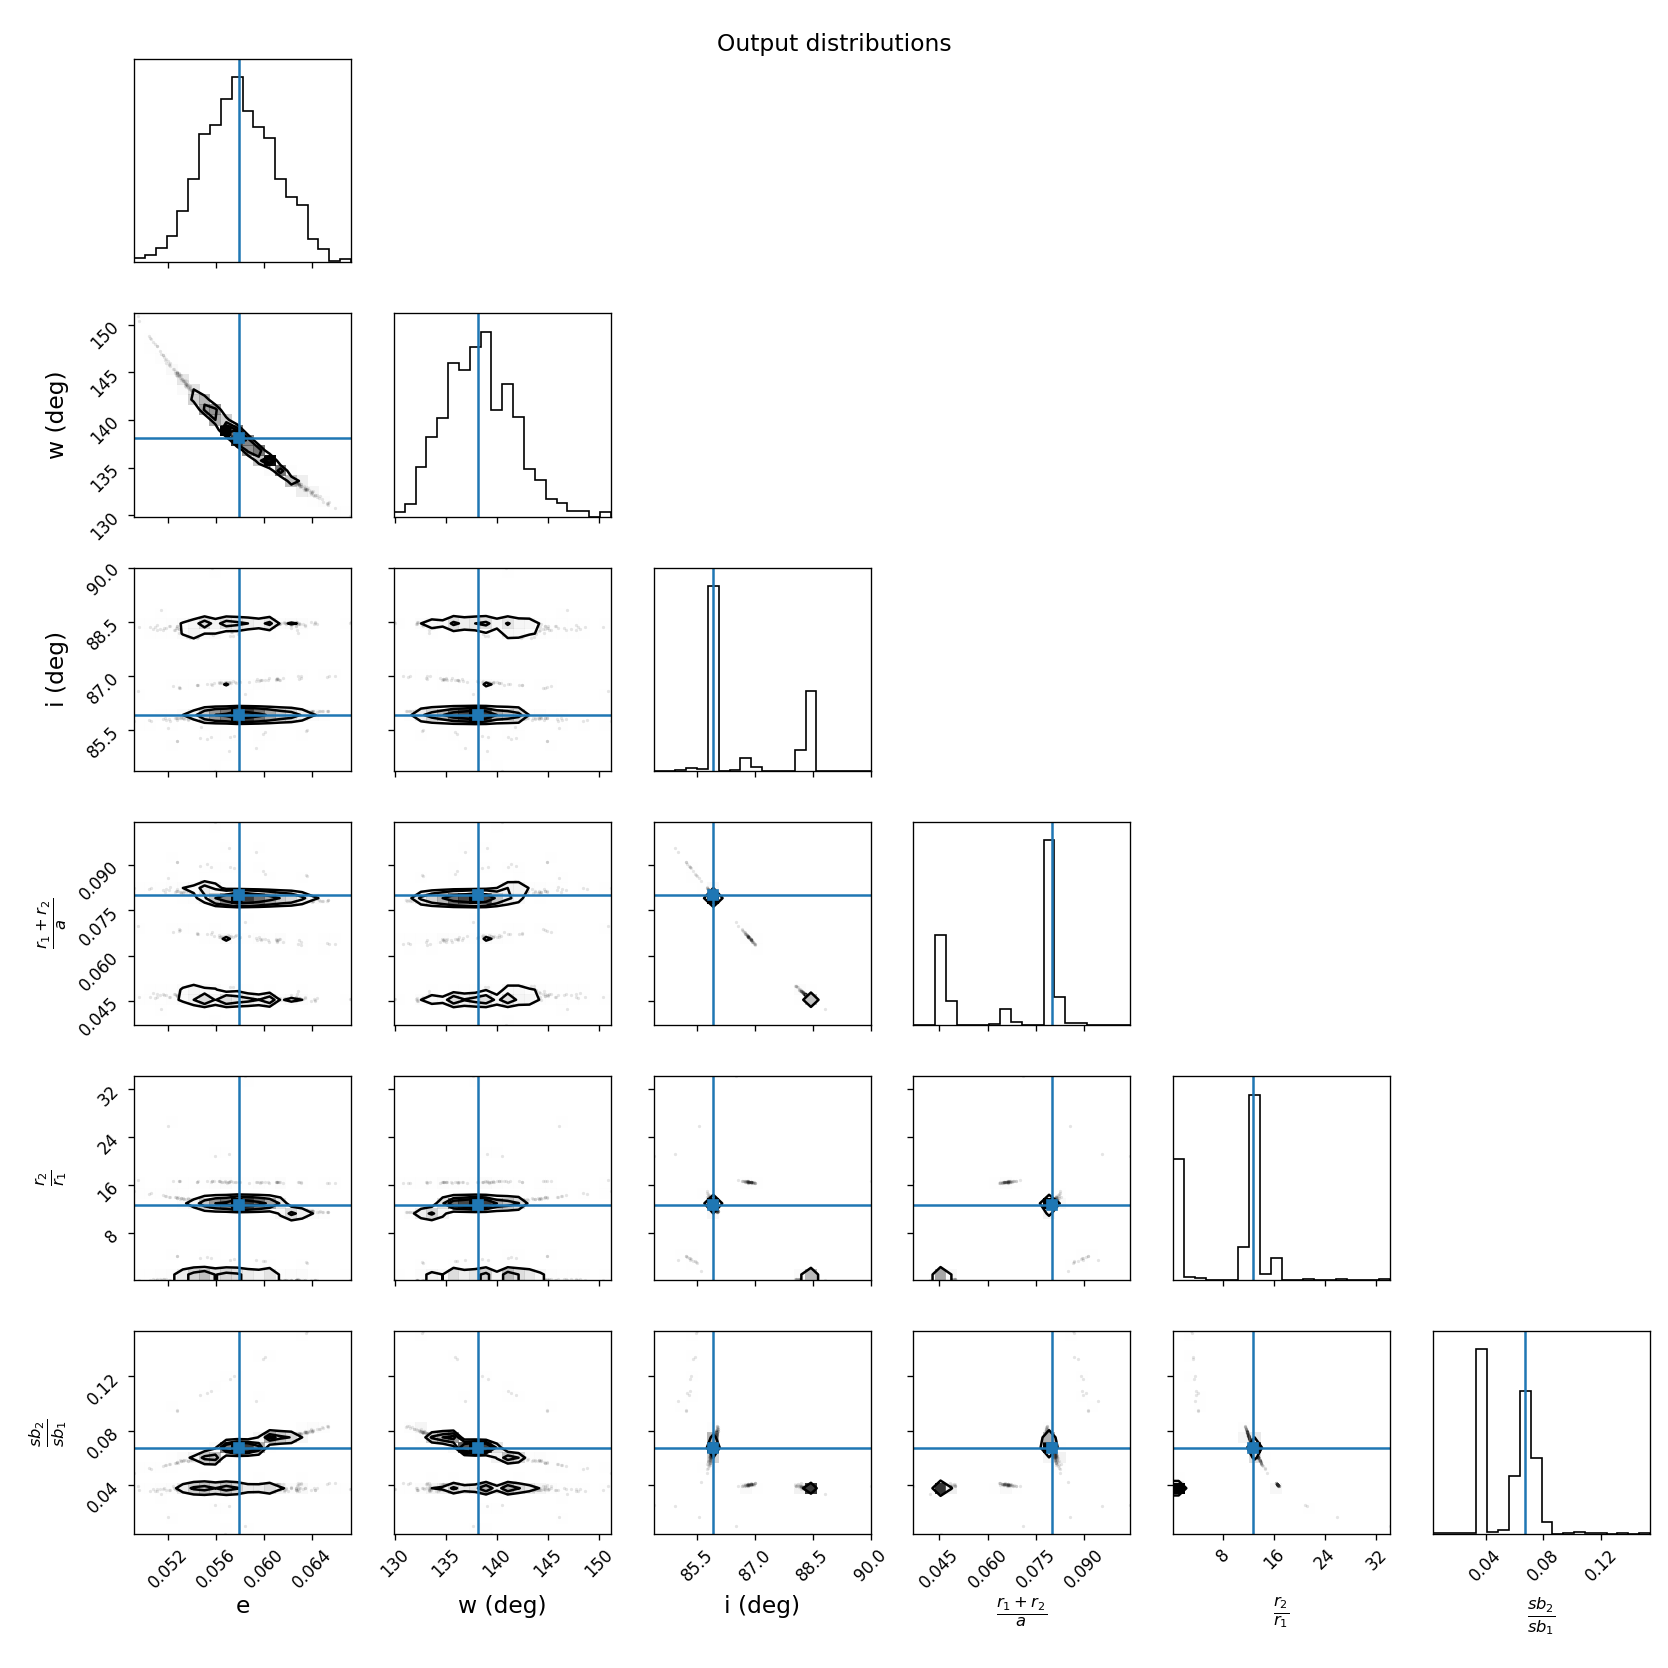 Output distributions
w (deg)
150
145
140
135
130
i (deg)
90.0
88.5
87.0
85.5
r₁ + r₂
a
0.090
0.075
0.060
0.045
r₂
r₁
32
24
16
8
sb₂
sb₁
0.12
0.08
0.04
0.052 0.056 0.060 0.064
130 135 140 145 150
85.5 87.0 88.5 90.0
0.045 0.060 0.075 0.090
8 16 24 32
0.04 0.08 0.12
e
w (deg)
i (deg)
r₁ + r₂
a
r₂
r₁
sb₂
sb₁